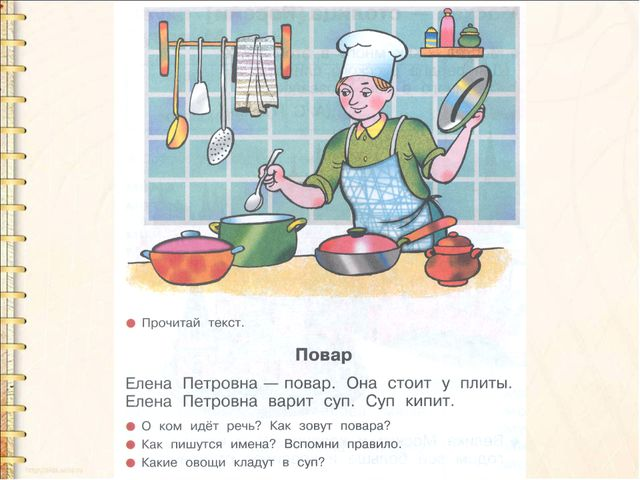 ● Прочитай текст.
Повар
Елена Петровна — повар. Она стоит у плиты.
Елена Петровна варит суп. Суп кипит.
● О ком идёт речь? Как зовут повара?
● Как пишутся имена? Вспомни правило.
● Какие овощи кладут в суп?